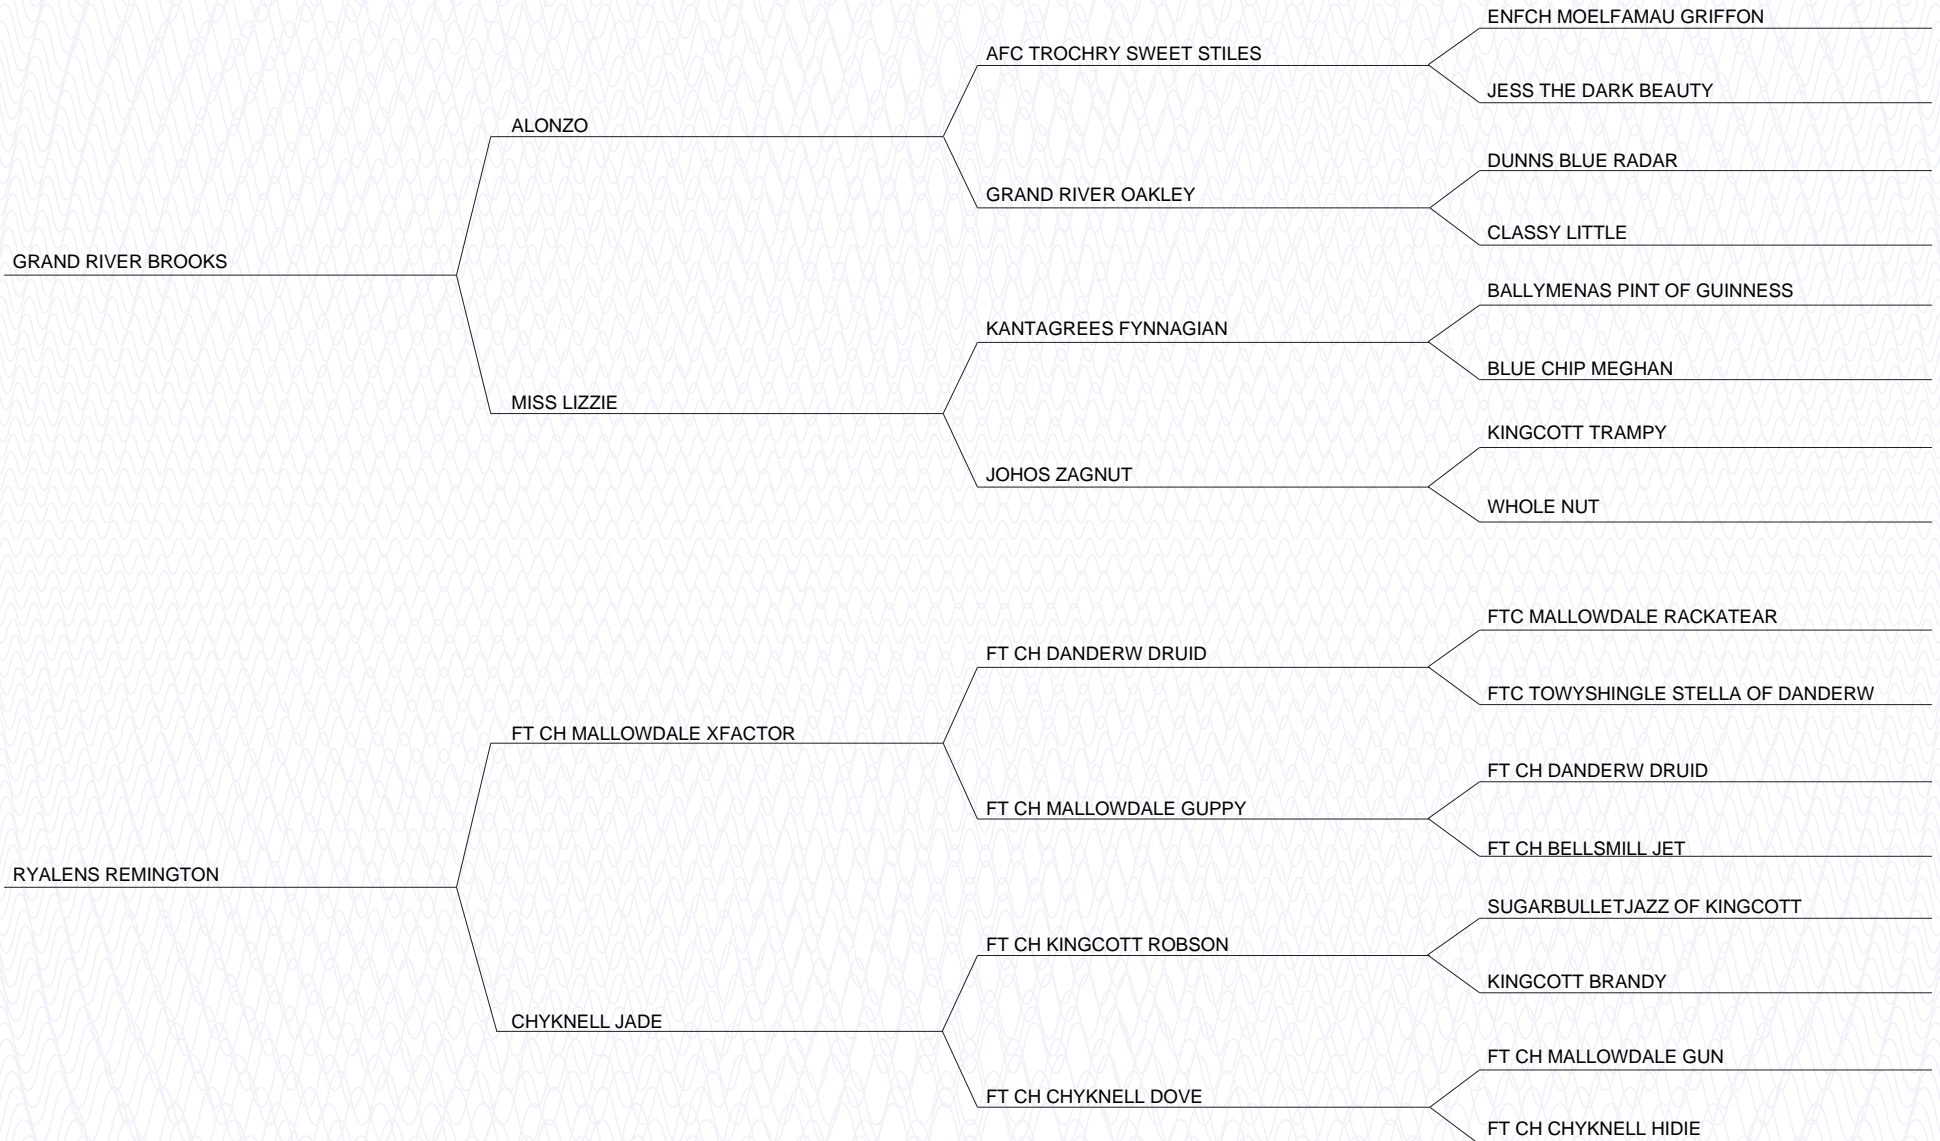 ENFCH MOELFAMAU GRIFFON
AFC TROCHRY SWEET STILES
JESS THE DARK BEAUTY
ALONZO
DUNNS BLUE RADAR
GRAND RIVER OAKLEY
CLASSY LITTLE
GRAND RIVER BROOKS
BALLYMENAS PINT OF GUINNESS
KANTAGREES FYNNAGIAN
BLUE CHIP MEGHAN
MISS LIZZIE
KINGCOTT TRAMPY
JOHOS ZAGNUT
WHOLE NUT
FTC MALLOWDALE RACKATEAR
FT CH DANDERW DRUID
FTC TOWYSHINGLE STELLA OF DANDERW
FT CH MALLOWDALE XFACTOR
FT CH DANDERW DRUID
FT CH MALLOWDALE GUPPY
FT CH BELLSMILL JET
RYALENS REMINGTON
SUGARBULLETJAZZ OF KINGCOTT
FT CH KINGCOTT ROBSON
KINGCOTT BRANDY
CHYKNELL JADE
FT CH MALLOWDALE GUN
FT CH CHYKNELL DOVE
FT CH CHYKNELL HIDIE